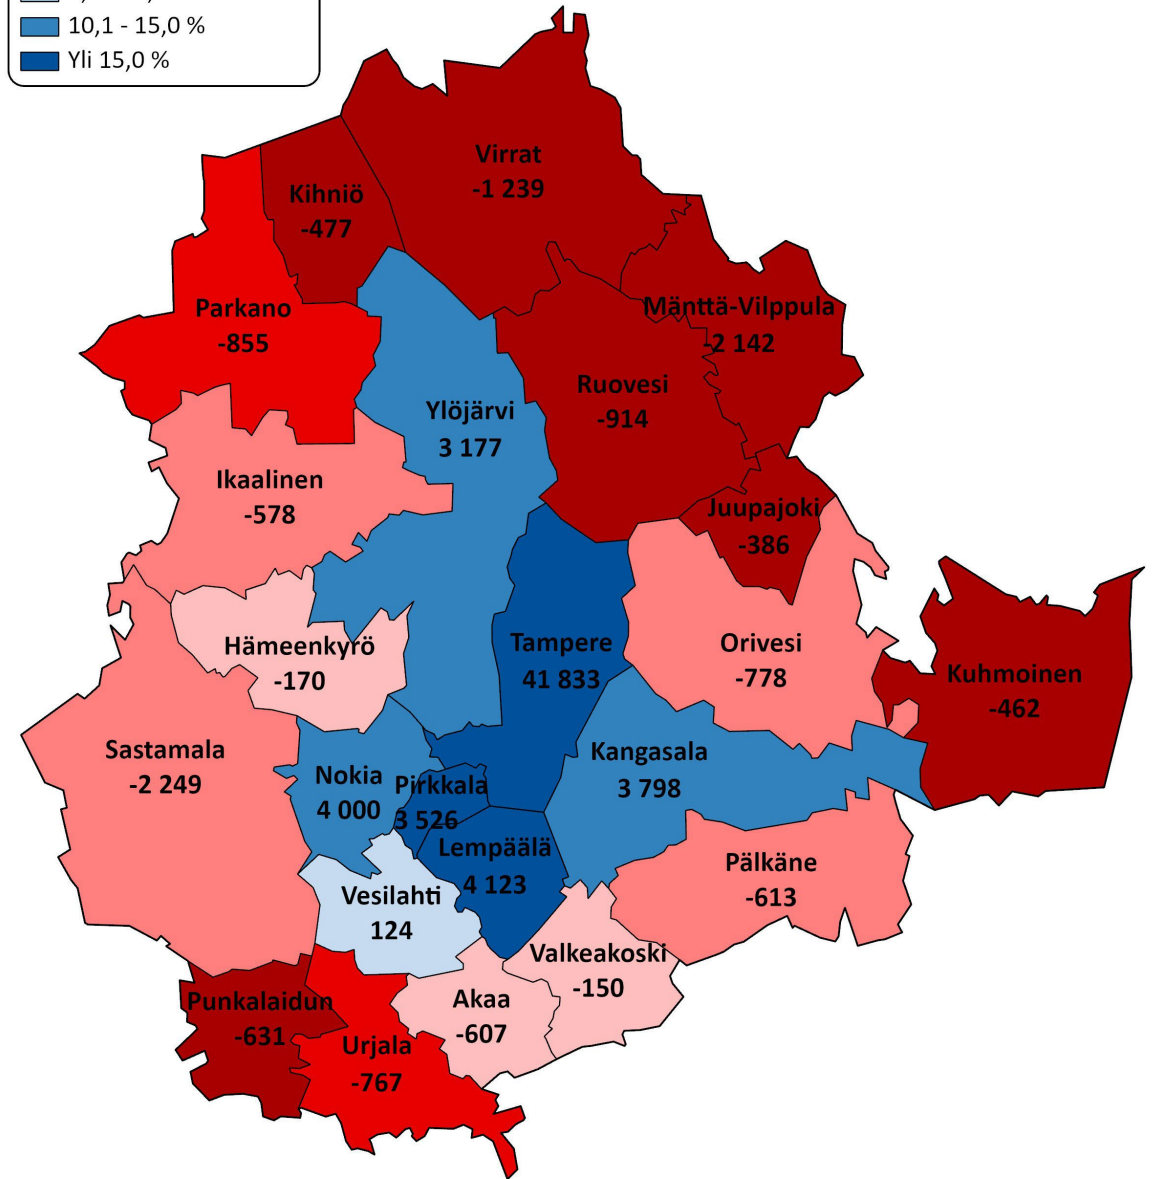 10,1 - 15,0 %
Yli 15,0 %
Virrat
-1 239
Kihniö
-477
Parkano
-855
Mänttä-Vilppula
-2 142
Ruovesi
-914
Ylöjärvi
3 177
Ikaalinen
-578
Juupajoki
-386
Hämeenkyrö
-170
Tampere
41 833
Orivesi
-778
Kuhmoinen
-462
Sastamala
-2 249
Nokia
4 000
Pirkkala
3 526
Kangasala
3 798
Lempäälä
4 123
Pälkäne
-613
Vesilahti
124
Valkeakoski
-150
Akaa
-607
Punkalaidun
-631
Urjala
-767